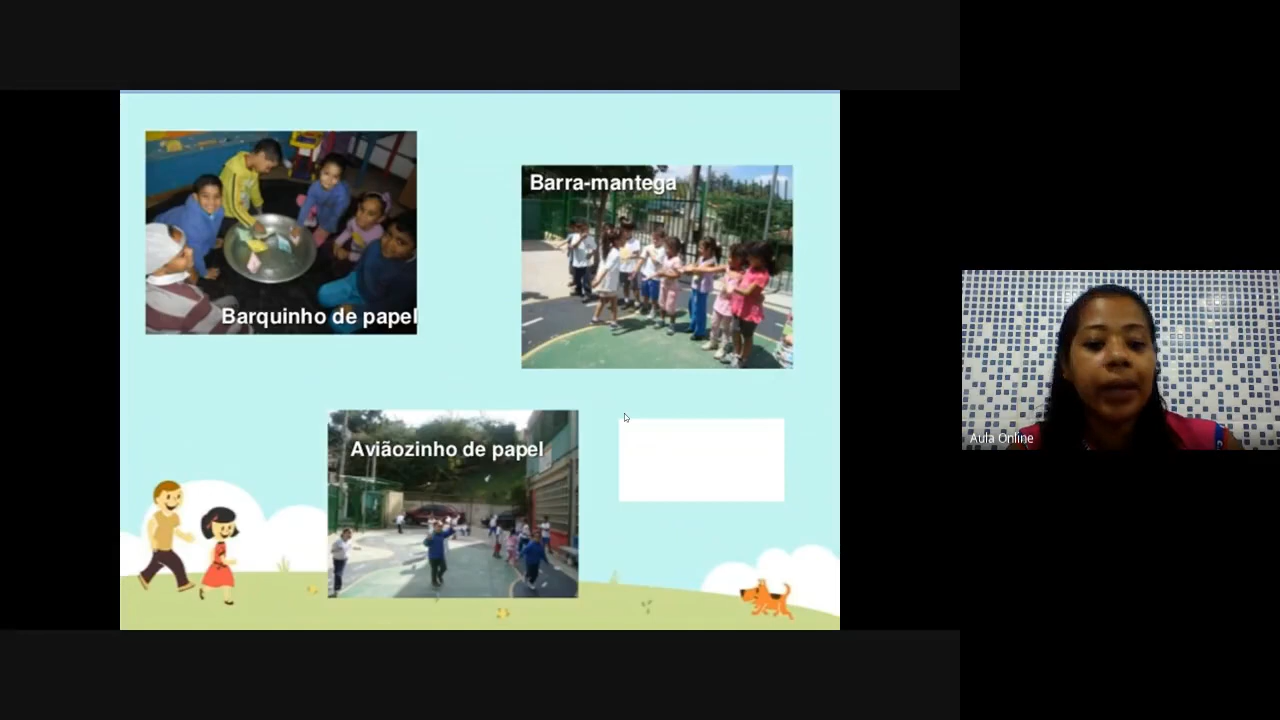 Barra-mantega
Barquinho de papel
Aviãozinho de papel
Aula Online